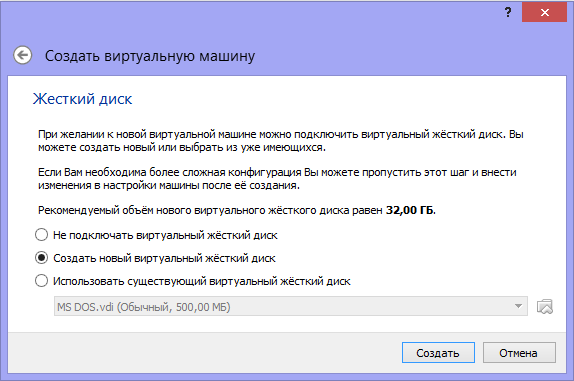 ?
Создать виртуальную машину
Жесткий диск
При желании к новой виртуальной машине можно подключить виртуальный жёсткий диск. Вы
можете создать новый или выбрать из уже имеющихся.
Если Вам необходима более сложная конфигурация Вы можете пропустить этот шаг и внести
изменения в настройки машины после её создания.
Рекомендуемый объём нового виртуального жёсткого диска равен 32,00 ГБ.
Не подключать виртуальный жёсткий диск
Создать новый виртуальный жёсткий диск
Использовать существующий виртуальный жёсткий диск
MS DOS.vdi (Обычный, 500,00 МБ)
Создать Отмена